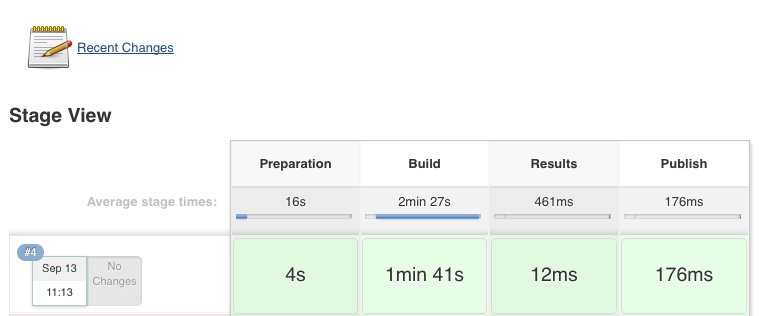 Recent Changes
Stage View
Preparation Build Results Publish
Average stage times: 16s 2min 27s 461ms 176ms
#4
Sep 13 No
Changes
11:13
4s 1min 41s 12ms 176ms